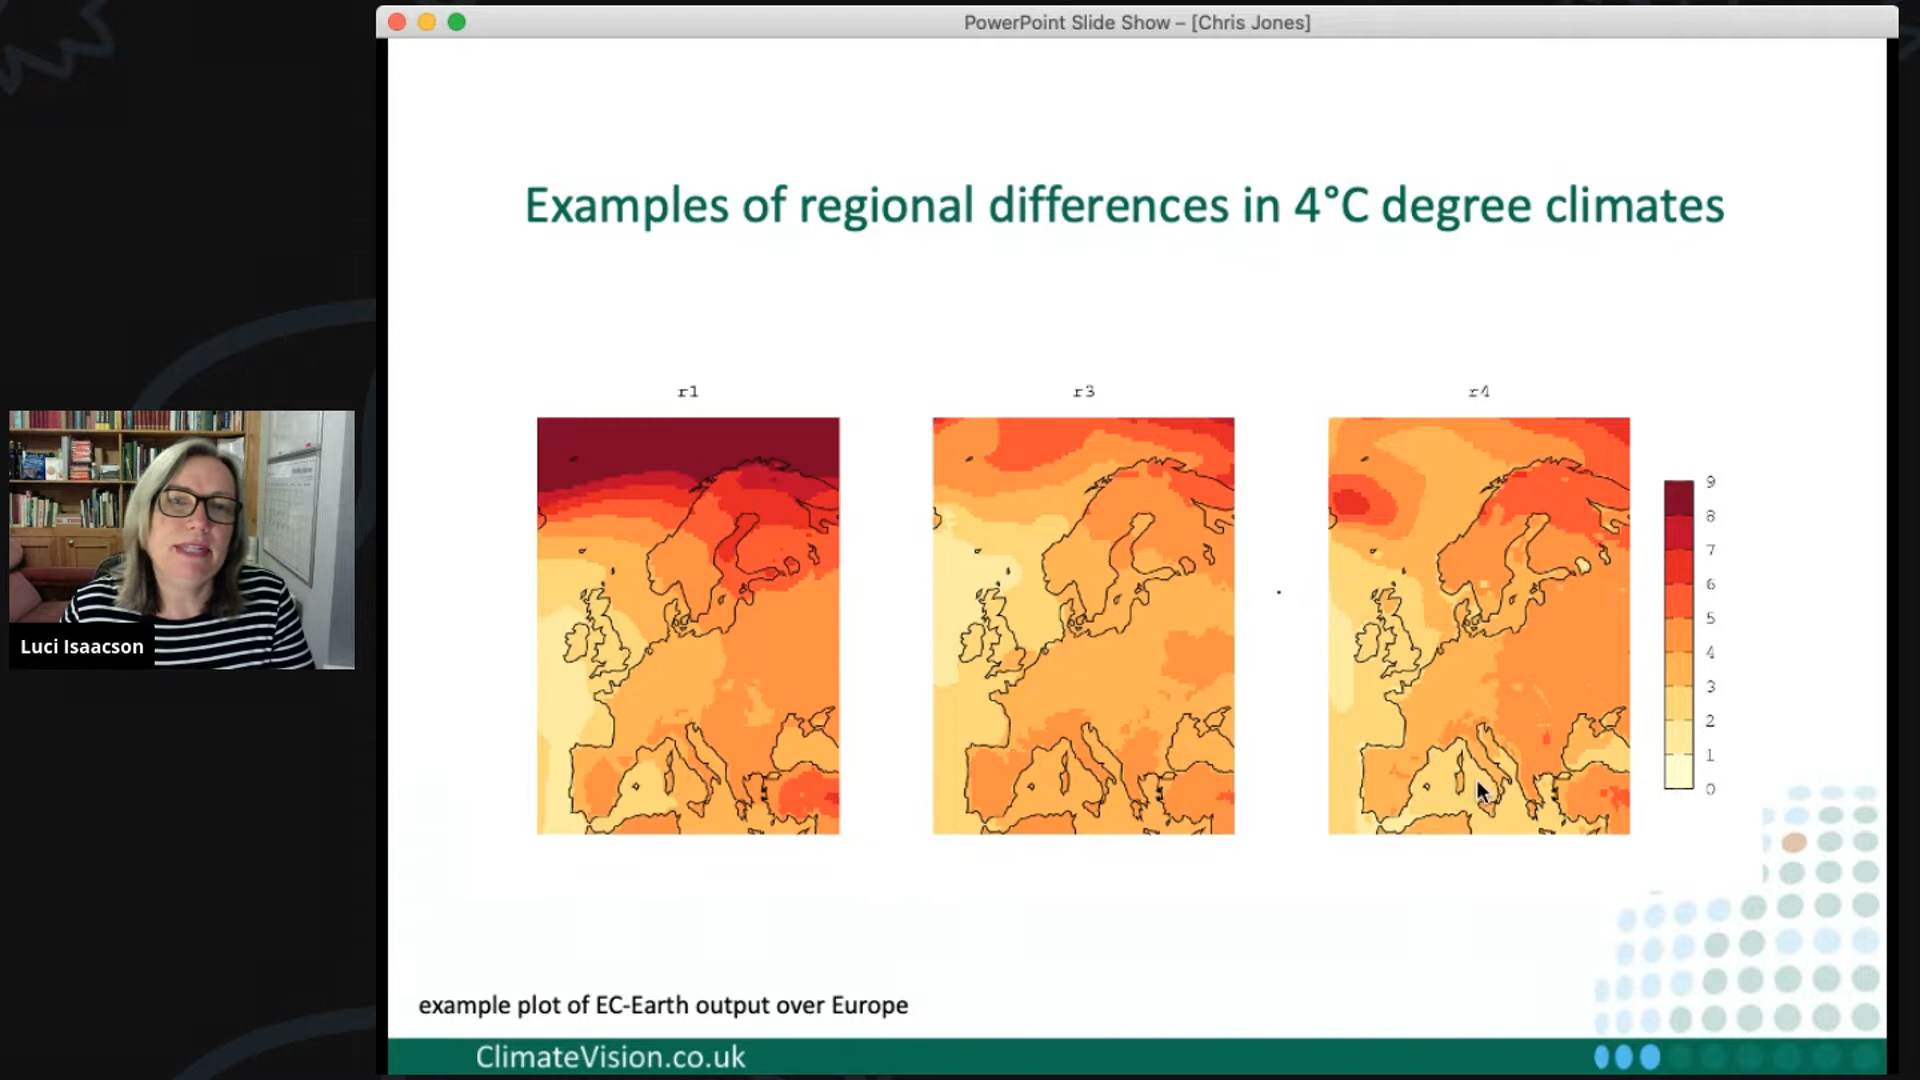 PowerPoint Slide Show – [Chris Jones]
Examples of regional differences in 4°C degree climates
r1
r3
r4
9
8
7
6
5
4
3
2
1
0
Luci Isaacson
example plot of EC-Earth output over Europe
ClimateVision.co.uk